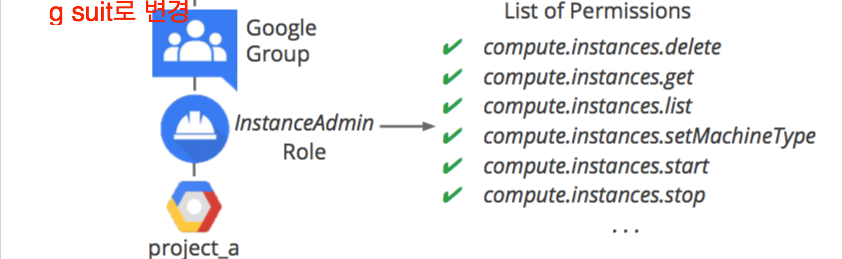 g suit로 변경
Google
Group
InstanceAdmin
Role
project_a
List of Permissions
compute.instances.delete
compute.instances.get
compute.instances.list
compute.instances.setMachineType
compute.instances.start
compute.instances.stop
...